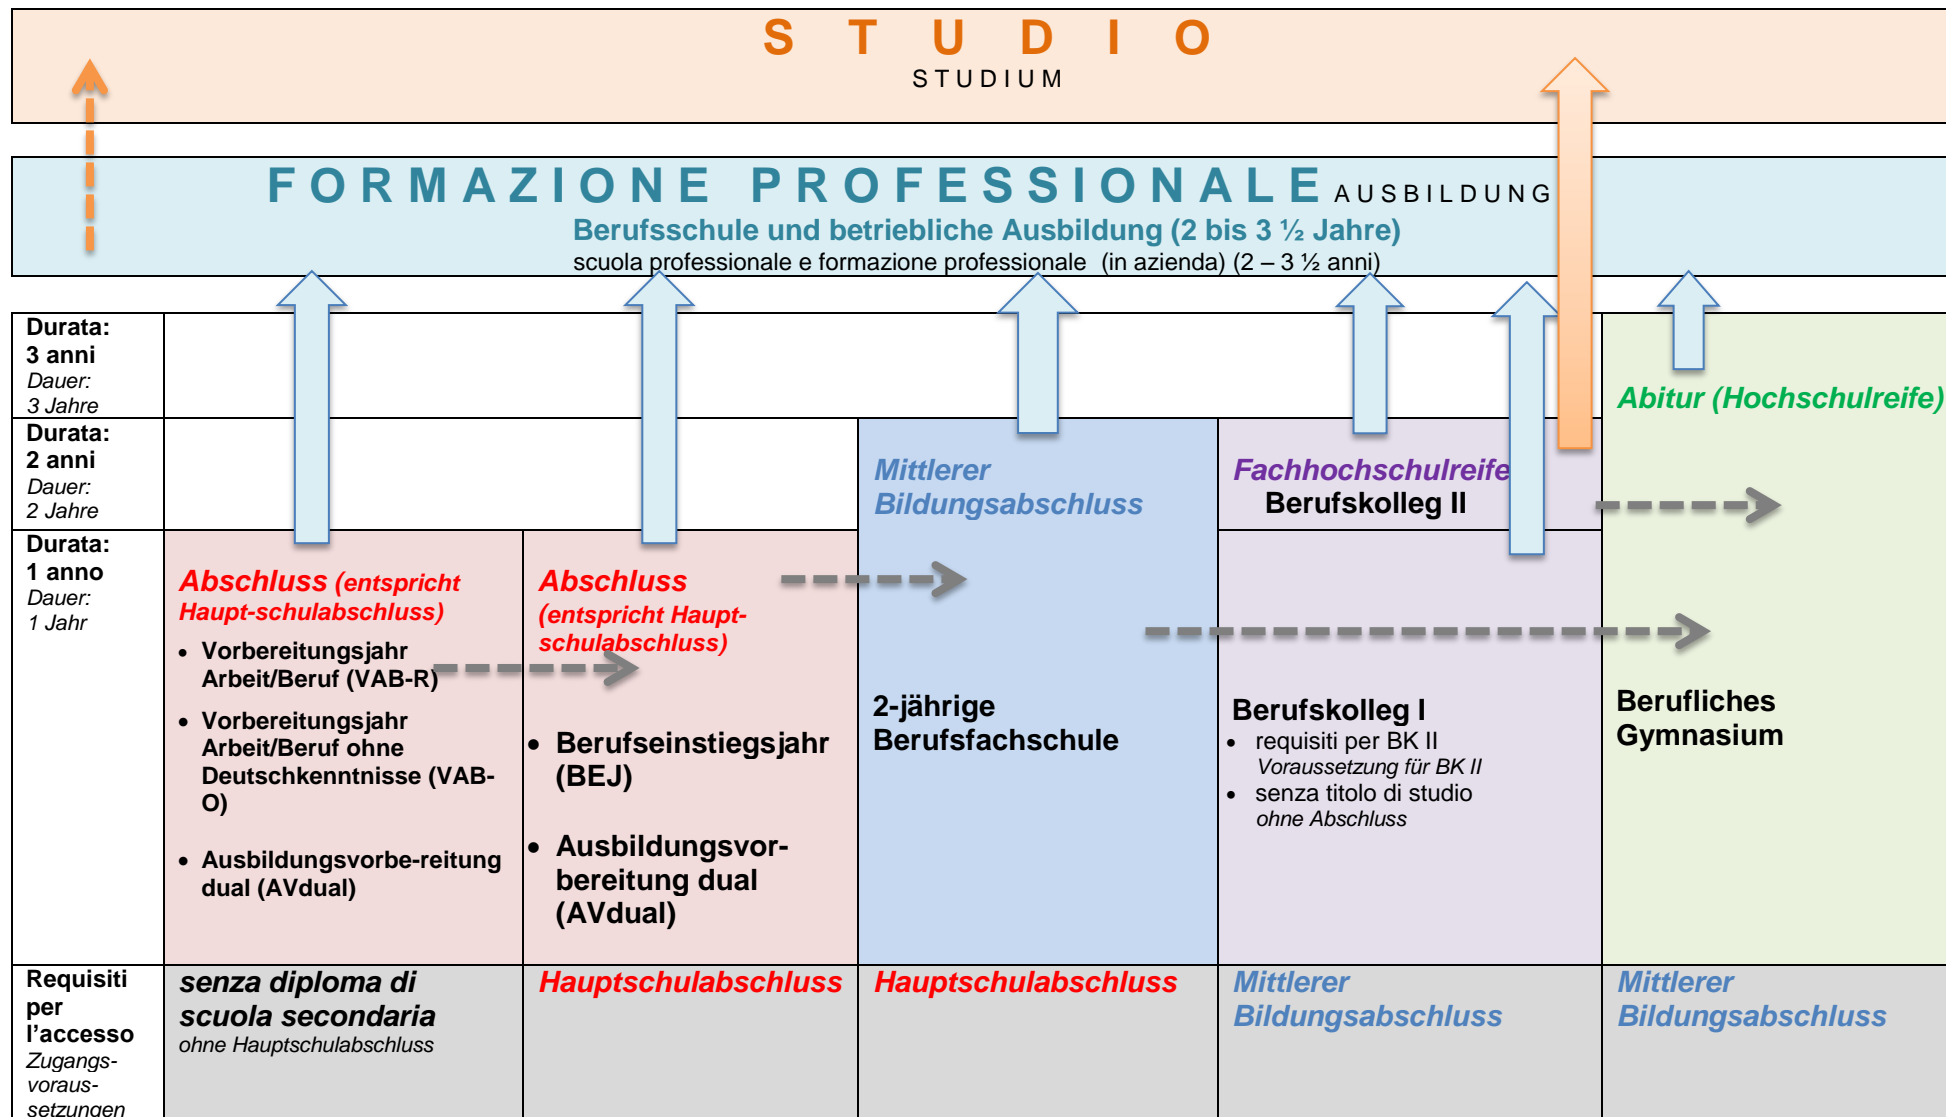 S T U D I O
STUDIUM
FORMAZIONE PROFESSIONALE AUSBILDUNG
Berufsschule und betriebliche Ausbildung (2 bis 3 ½ Jahre)
scuola professionale e formazione professionale (in azienda) (2 – 3 ½ anni)
Durata:
3 anni
Dauer:
3 Jahre
Abitur (Hochschulreife)
Durata:
2 anni
Dauer:
2 Jahre
Mittlerer
Bildungsabschluss
Fachhochschulreife
Berufskolleg II
Durata:
1 anno
Dauer:
1 Jahr
Abschluss (entspricht
Haupt-schulabschluss)
• Vorbereitungsjahr
Arbeit/Beruf (VAB-R)
• Vorbereitungsjahr
Arbeit/Beruf ohne
Deutschkenntnisse (VAB-
O)
• Ausbildungsvorbe-reitung
dual (AVdual)
Abschluss
(entspricht Haupt-
schulabschluss)
• Berufseinstiegsjahr
(BEJ)
• Ausbildungsvor-
bereitung dual
(AVdual)
2-jährige
Berufsfachschule
Berufskolleg I
• requisiti per BK II
Voraussetzung für BK II
• senza titolo di studio
ohne Abschluss
Berufliches
Gymnasium
Requisiti
per
l’accesso
Zugangs-
voraus-
setzungen
senza diploma di
scuola secondaria
ohne Hauptschulabschluss
Hauptschulabschluss
Hauptschulabschluss
Mittlerer
Bildungsabschluss
Mittlerer
Bildungsabschluss